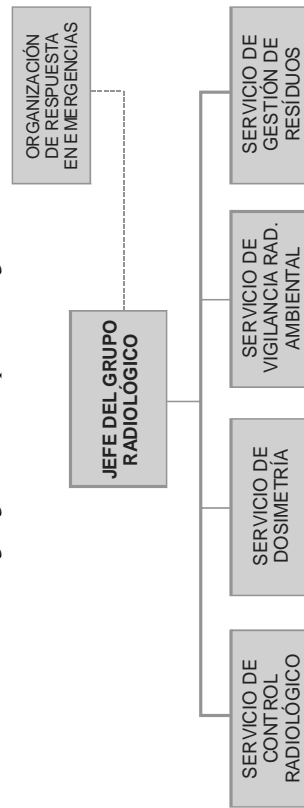 ORGANIZACIÓN
DE RESPUESTA
EN EMERGENCIAS
JEFE DEL GRUPO
RADIOLÓGICO
SERVICIO DE
CONTROL
RADIOLÓGICO
SERVICIO DE
DOSIMETRÍA
SERVICIO DE
VIGILANCIA RAD.
AMBIENTAL
SERVICIO DE
GESTIÓN DE
RESÍDUOS